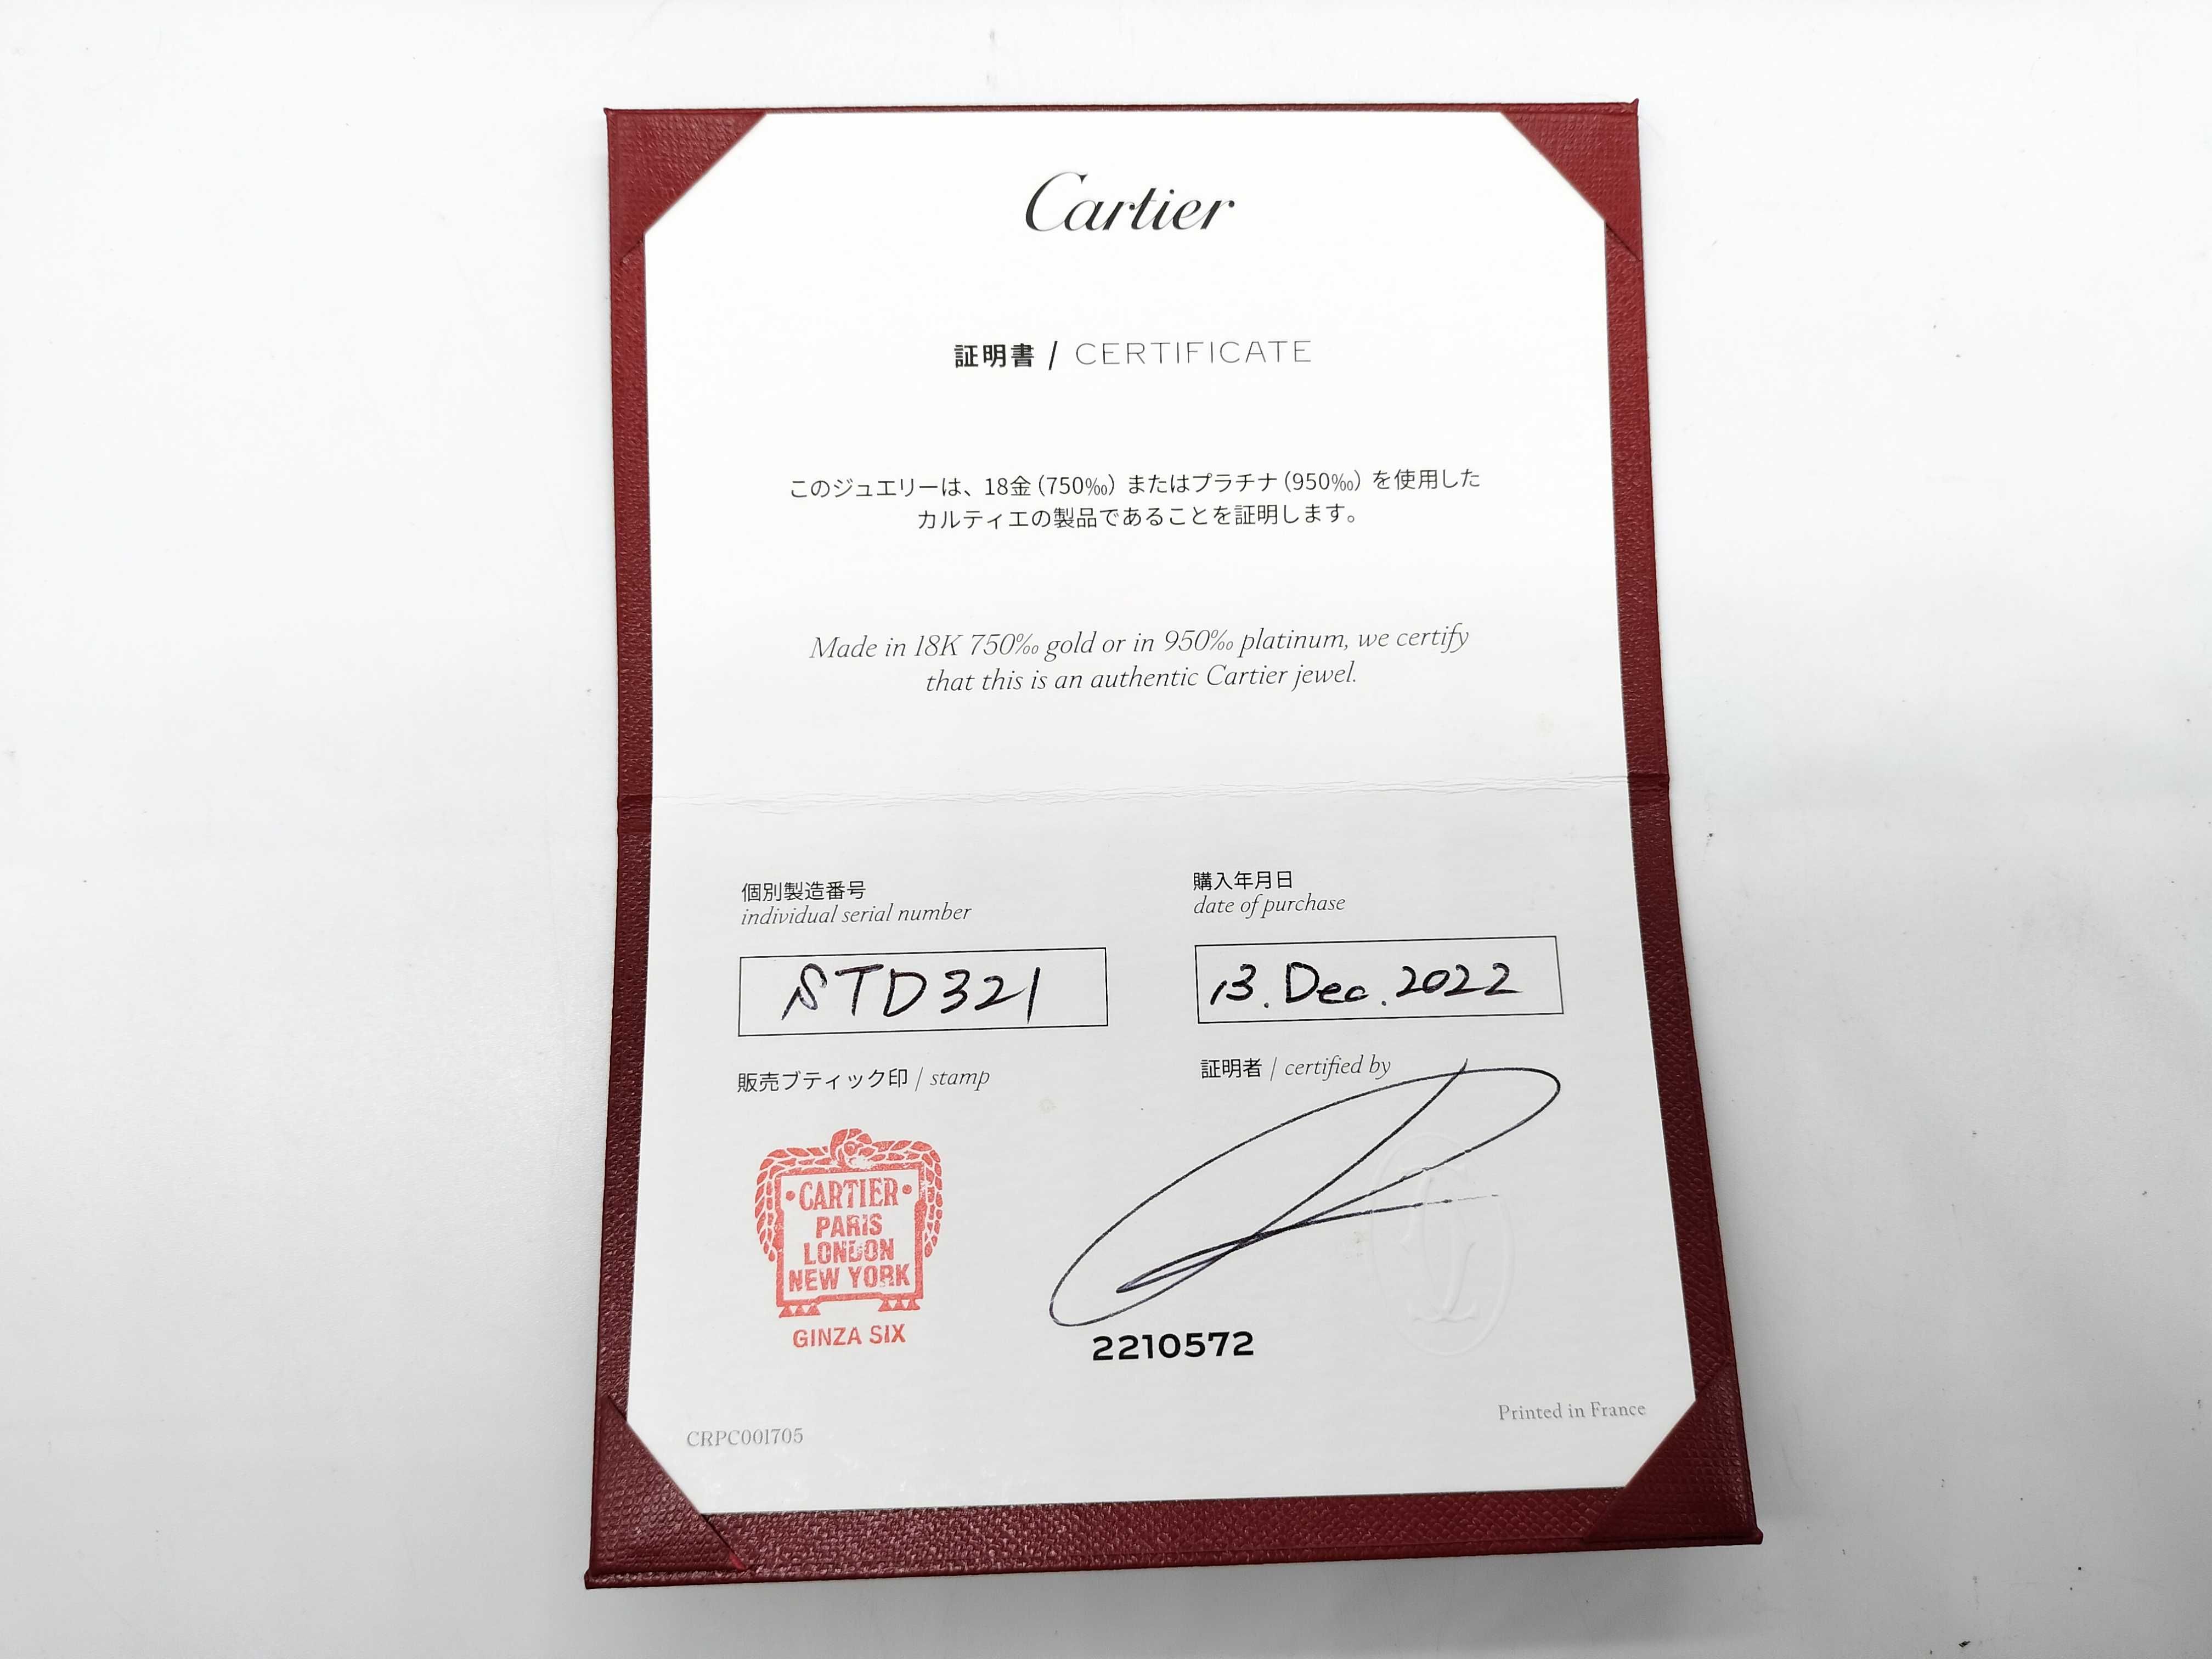 Cartier
証明書 / CERTIFICATE
このジュエリーは、18金（750‰）またはプラチナ（950‰）を使用した
カルティエの製品であることを証明します。
Made in 18K 750‰ gold or in 950‰ platinum, we certify
that this is an authentic Cartier jewel.
個別製造番号
individual serial number
STD321
購入年月日
date of purchase
13. Dec. 2022
販売ブティック印 / stamp
証明者 / certified by
・CARTIER・
PARIS
LONDON
NEW YORK
GINZA SIX
2210572
CRPC001705
Printed in France